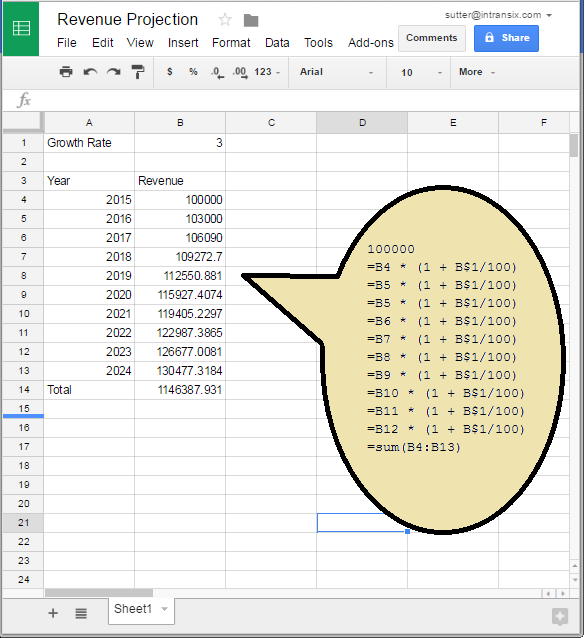 Revenue Projection
sutter@intransix.com
File Edit View Insert Format Data Tools Add-ons Comments Share
$ % .0 .00 123 Arial 10 More
fx
A B C D E F
1 Growth Rate 3
2
3 Year Revenue
4 2015 100000
5 2016 103000
6 2017 106090
7 2018 109272.7
8 2019 112550.881
9 2020 115927.4074
10 2021 119405.2297
11 2022 122987.3865
12 2023 126677.0081
13 2024 130477.3184
14 Total 1146387.931
15
16
17
18
19
20
21
22
23
24
100000
=B4 * (1 + B$1/100)
=B5 * (1 + B$1/100)
=B5 * (1 + B$1/100)
=B6 * (1 + B$1/100)
=B7 * (1 + B$1/100)
=B8 * (1 + B$1/100)
=B9 * (1 + B$1/100)
=B10 * (1 + B$1/100)
=B11 * (1 + B$1/100)
=B12 * (1 + B$1/100)
=sum(B4:B13)
Sheet1